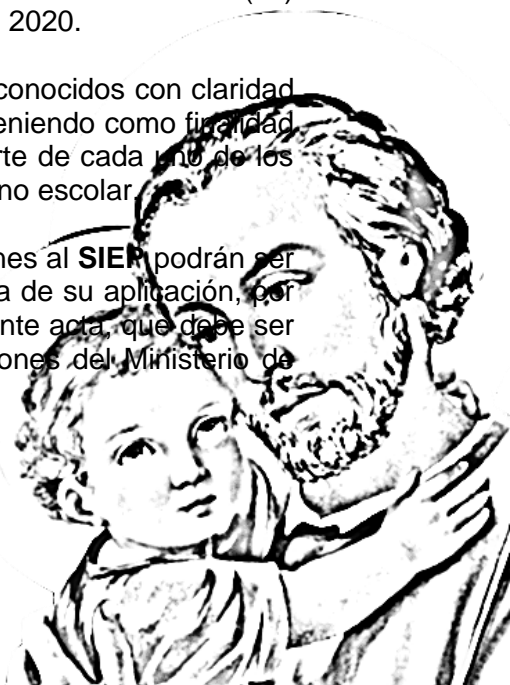 2020.
conocidos con claridad
eniendo como finalidad
rte de cada uno de los
no escolar.
nes al SIEP podrán ser
a de su aplicación, por
nte acta, que debe ser
ones del Ministerio de